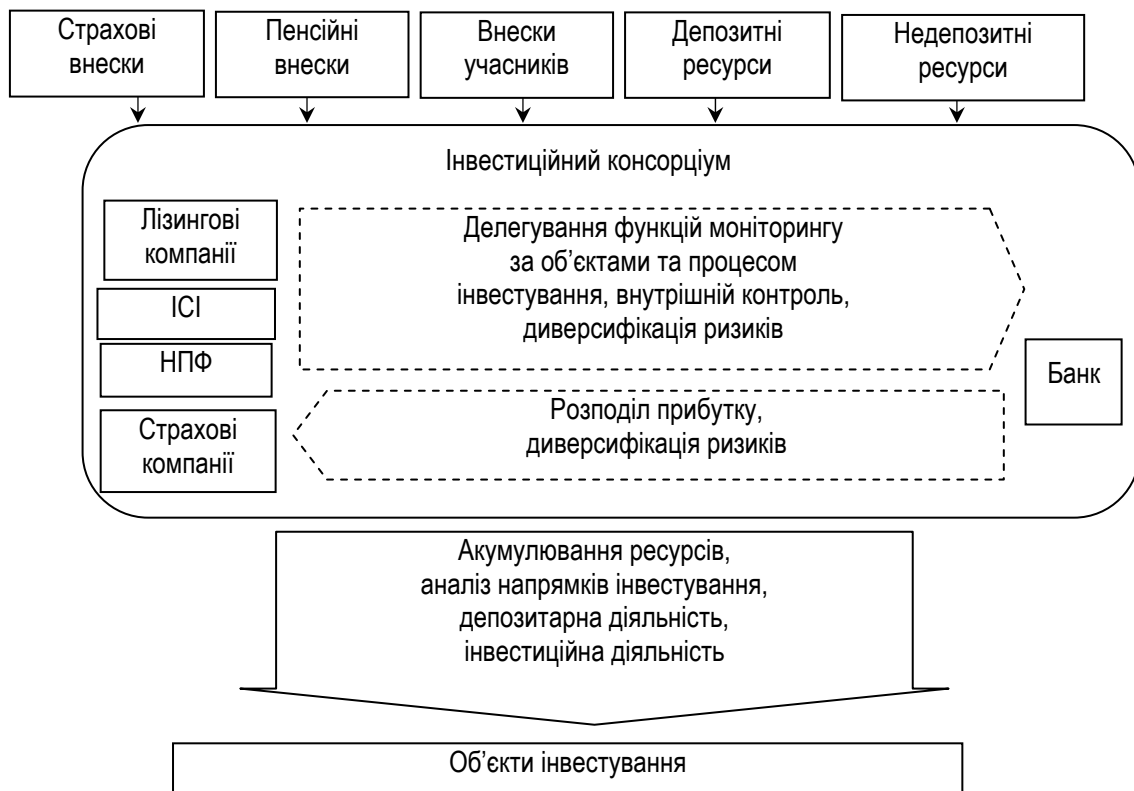 Страхові
внески
Пенсійні
внески
Внески
учасників
Депозитні
ресурси
Недепозитні
ресурси
Інвестиційний консорціум
Лізингові
компанії
ІСІ
НПФ
Страхові
компанії
Делегування функцій моніторингу
за об’єктами та процесом
інвестування, внутрішній контроль,
диверсифікація ризиків
Розподіл прибутку,
диверсифікація ризиків
Банк
Акумулювання ресурсів,
аналіз напрямків інвестування,
депозитарна діяльність,
інвестиційна діяльність
Об’єкти інвестування